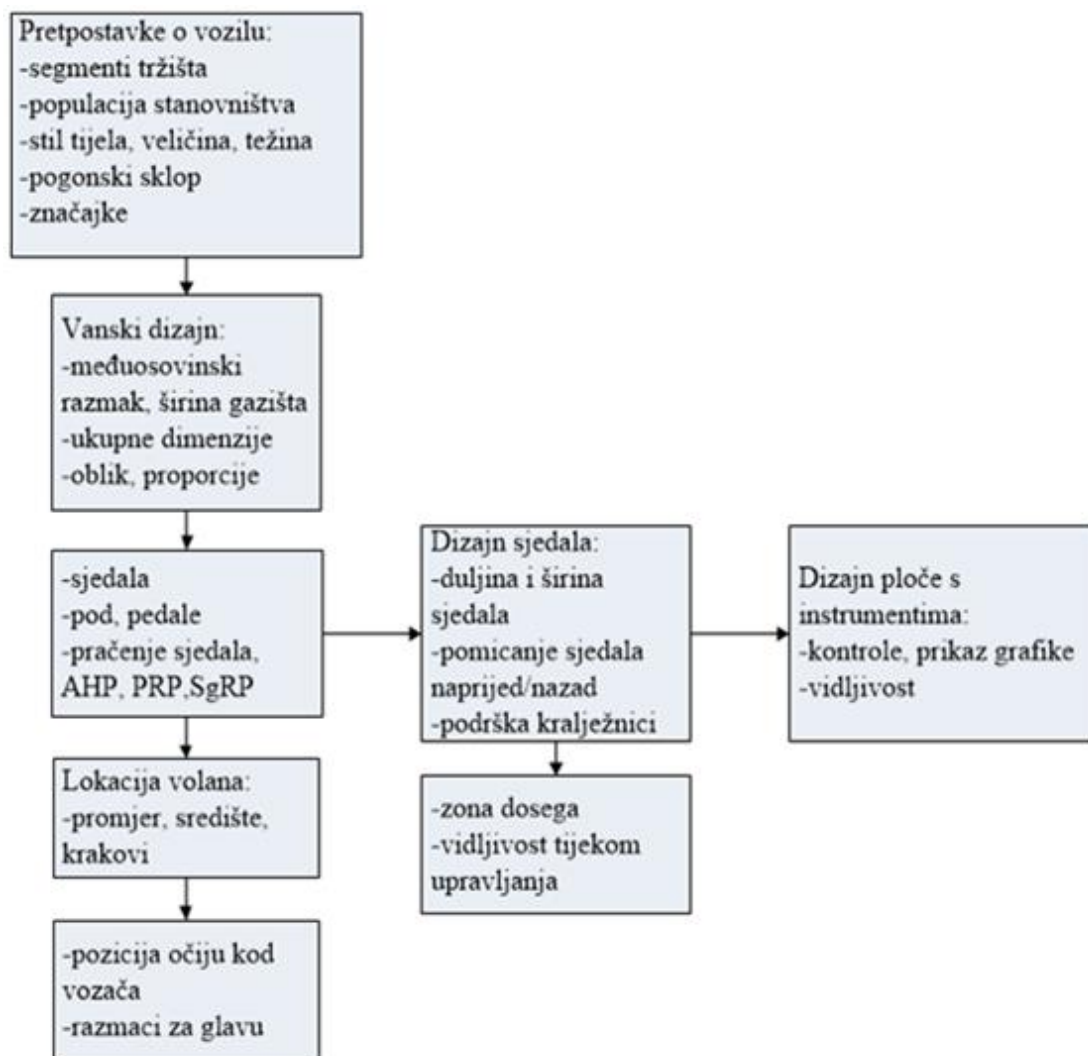 Pretpostavke o vozilu:
-segmenti tržišta
-populacija stanovništva
-stil tijela, veličina, težina
-pogonski sklop
-značajke
Vanski dizajn:
-međuosovinski
razmak, širina gazišta
-ukupne dimenzije
-oblik, proporcije
-sjedala
-pod, pedale
-pračenje sjedala,
AHP, PRP,SgRP
Dizajn sjedala:
-duljina i širina
sjedala
-pomicanje sjedala
naprijed/nazad
-podrška kralježnici
Dizajn ploče s
instrumentima:
-kontrole, prikaz grafike
-vidljivost
Lokacija volana:
-promjer, središte,
krakovi
-zona dosega
-vidljivost tijekom
upravljanja
-pozicija očiju kod
vozača
-razmaci za glavu